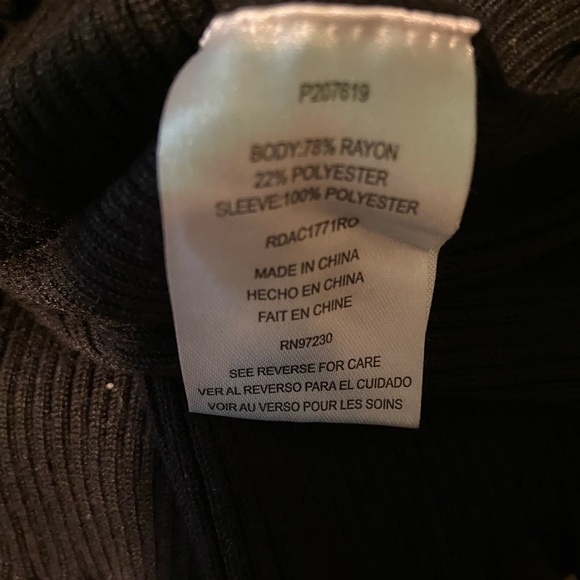 P207619
BODY:78% RAYON
22% POLYESTER
SLEEVE:100% POLYESTER
RDAC1771RO
MADE IN CHINA
HECHO EN CHINA
FAIT EN CHINE
RN97230
SEE REVERSE FOR CARE
VER AL REVERSO PARA EL CUIDADO
VOIR AU VERSO POUR LES SOINS